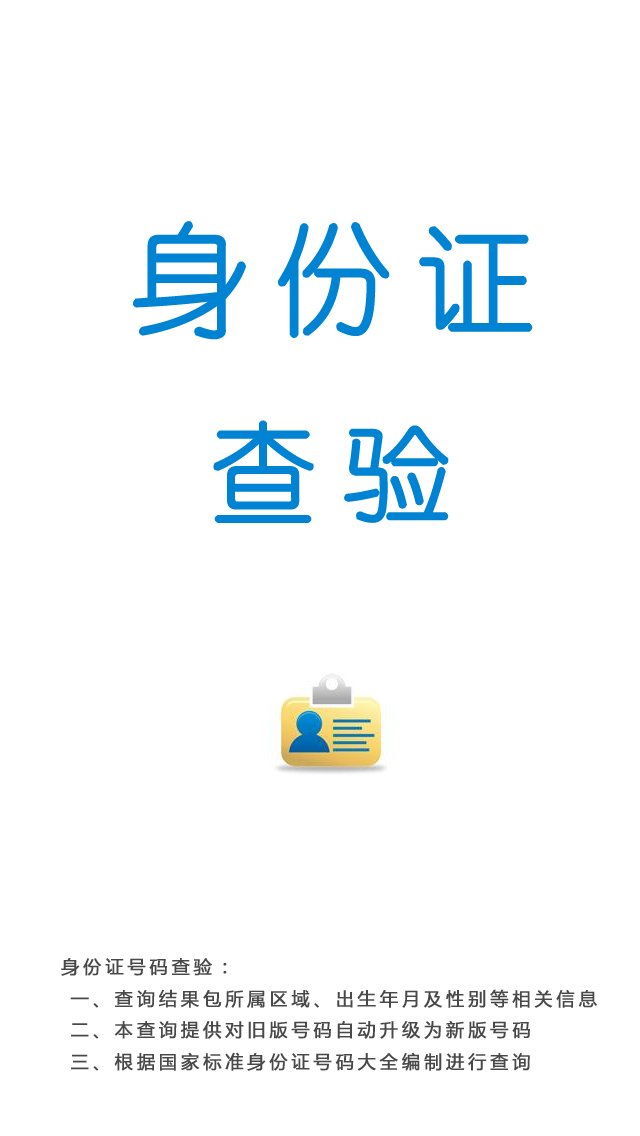 身份证
查验
身份证号码查验：
一、查询结果包所属区域、出生年月及性别等相关信息
二、本查询提供对旧版号码自动升级为新版号码
三、根据国家标准身份证号码大全编制进行查询